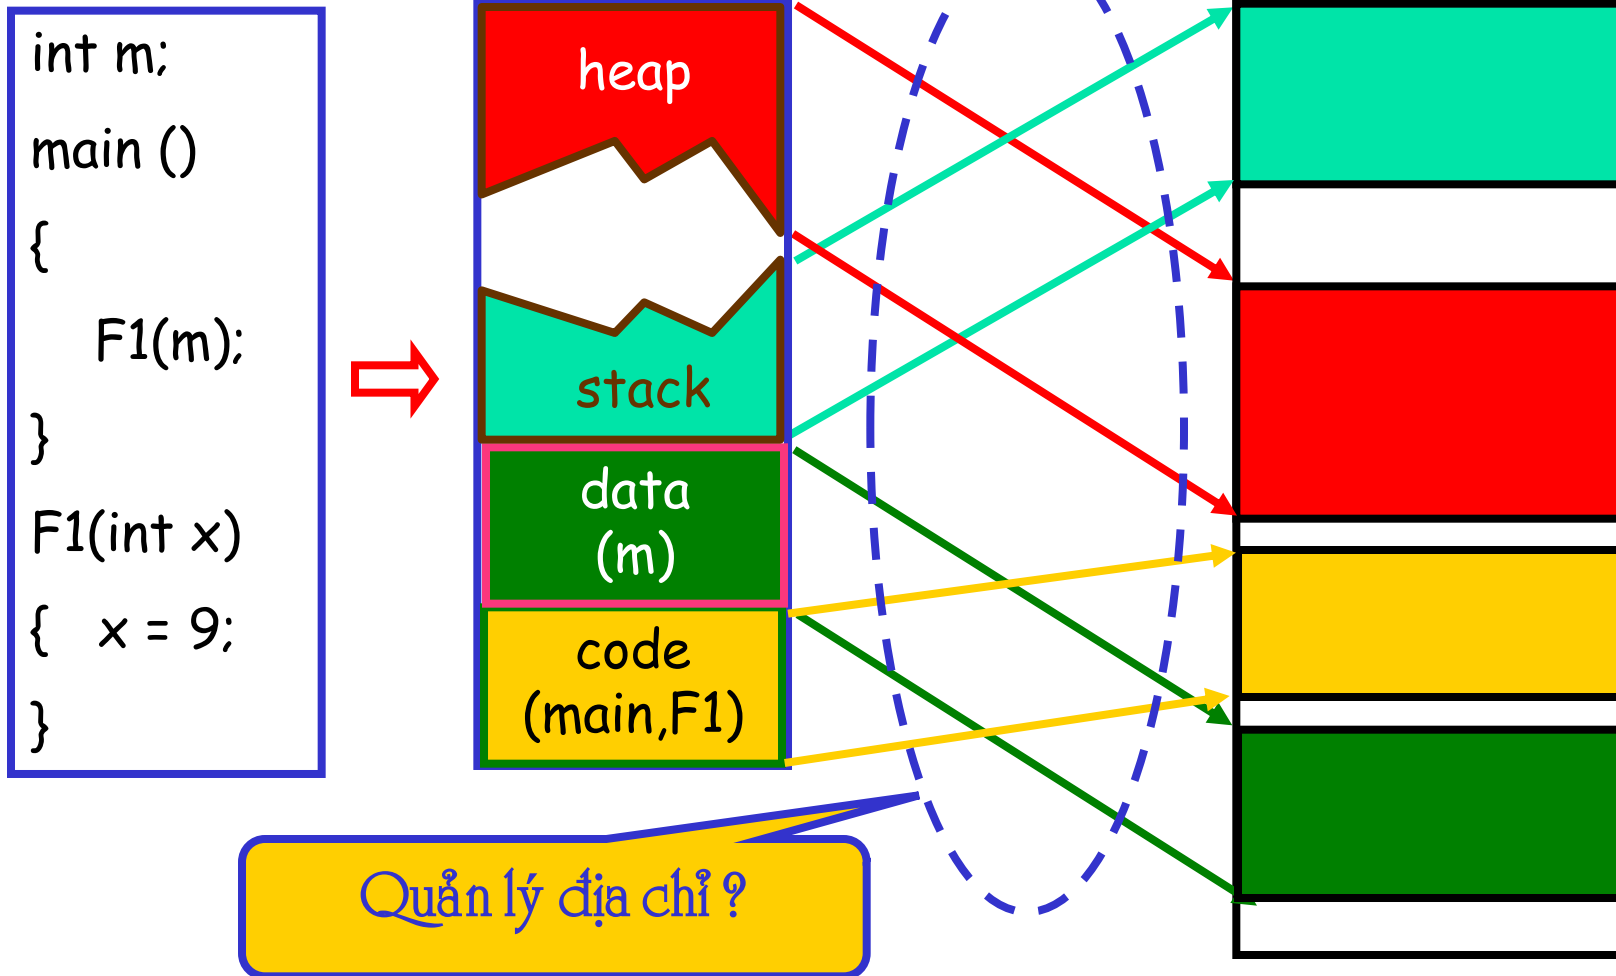 int m;
main ()
{
F1(m);
}
F1(int x)
{ x = 9;
}
heap
stack
data
(m)
code
(main,F1)
Quản lý địa chỉ ?